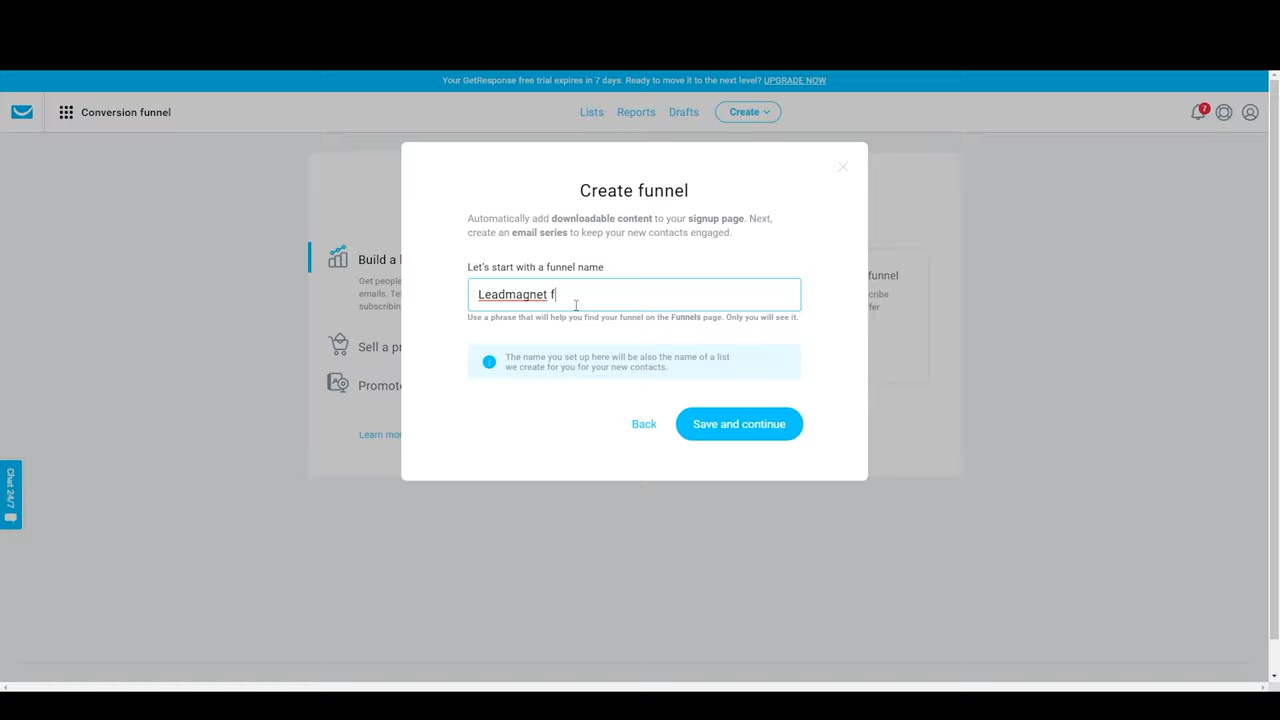 Your GetResponse free trial expires in 7 days. Ready to move it to the next level? UPGRADE NOW
Conversion funnel
Lists
Reports
Drafts
Create
7
Create funnel
Automatically add downloadable content to your signup page. Next,
create an email series to keep your new contacts engaged.
Let's start with a funnel name
Leadmagnet f
Use a phrase that will help you find your funnel on the Funnels page. Only you will see it.
The name you set up here will be also the name of a list
we create for you for your new contacts.
Back
Save and continue
Build a
Get people
emails.
subscribin
Sell a p
Promote
Learn mo
funnel
Chat 24/7